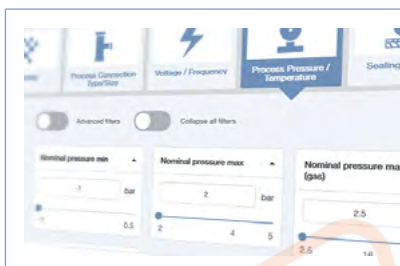 Process Connection
Type/Size
Voltage / Frequency
Process Pressure /
Temperature
Sealing
Advanced filters
Collapse all filters
Nominal pressure min
-1
bar
-1
0.5
Nominal pressure max
2
bar
2
4
5
Nominal pressure ma
(gas)
2.5
2.5
16